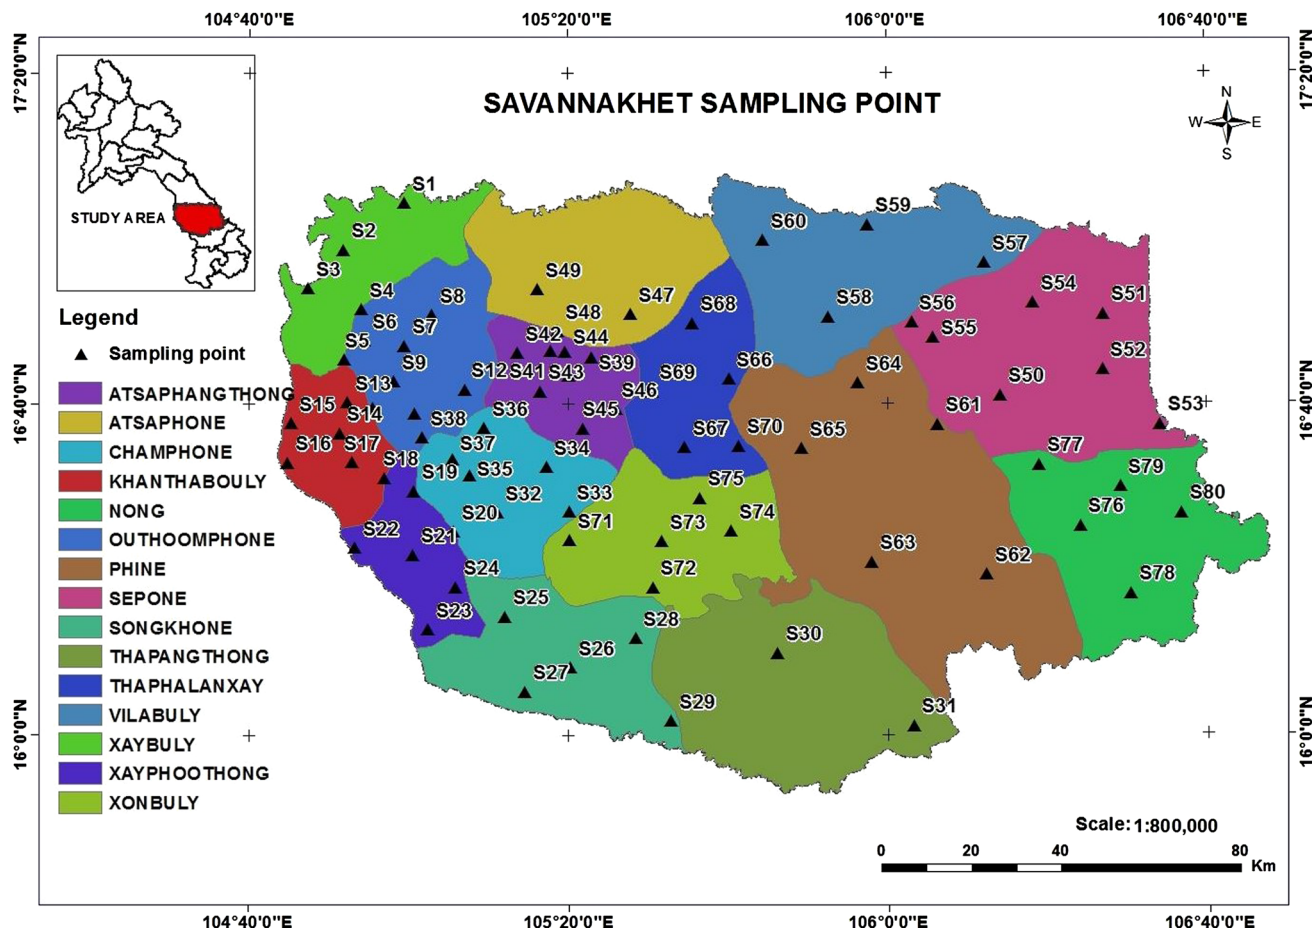 104°40'0"E 105°20'0"E 106°0'0"E 106°40'0"E
17°20'0"N 17°20'0"N
SAVANNAKHET SAMPLING POINT
N
W E
S
STUDY AREA
S1
S2
S59
S60
S3
S57
S49
S4 S8
S54
S47
S68
S48
S58
S56
S51
S6
S7
S55
S42
S44
S5
S9
S39
S66
S64
S52
S12
S41
S43
S69
S50
S13
S46
S15
S14
S36
S45
S61
S53
S38
S67
S70
S65
S16
S17
S37
S34
S77
S18
S19
S35
S75
S79
S32
S33
S80
S20
S71
S73
S74
S76
S22
S21
S63
S62
S24
S72
S78
S25
S23
S28
S30
S26
S27
S29
S31
16°40'0"N 16°40'0"N
16°0'0"N 16°0'0"N
Legend
Sampling point
ATSAPHANGTHONG
ATSAPHONE
CHAMPHONE
KHANTHABOULY
NONG
OUTHOOMPHONE
PHINE
SEPONE
SONGKHONE
THAPANGTHONG
THAPHALANXAY
VILABULY
XAYBULY
XAYPHOOTHONG
XONBULY
Scale: 1:800,000
0 20 40 80
Km
104°40'0"E 105°20'0"E 106°0'0"E 106°40'0"E